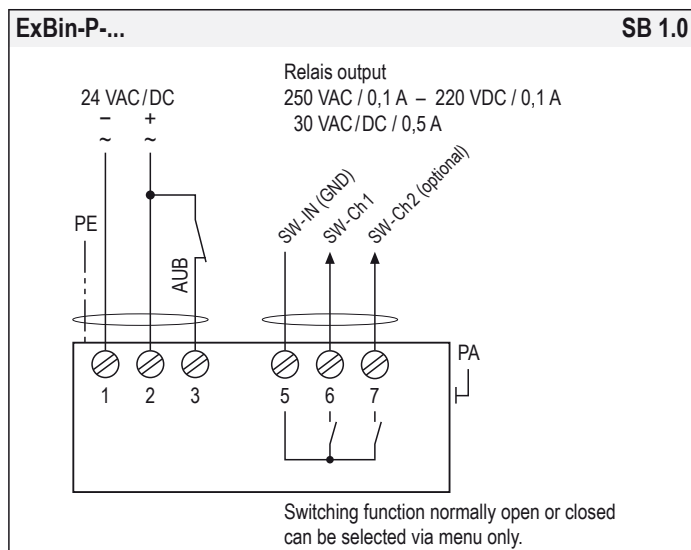 ExBin-P-... SB 1.0
Relais output
250 VAC / 0,1 A – 220 VDC / 0,1 A
30 VAC/DC / 0,5 A
24 VAC/DC
– +
~ ~
SW-IN (GND)
SW-Ch1
SW-Ch2 (optional)
PE
AUB
PA
1 2 3 5 6 7
Switching function normally open or closed
can be selected via menu only.